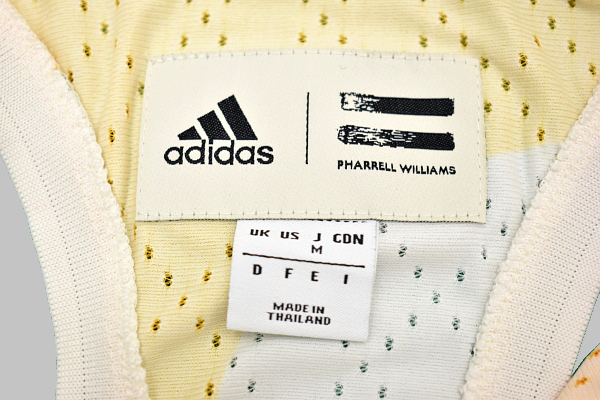 adidas
PHARRELL WILLIAMS
UK US J CDN
M
D F E I
MADE IN
THAILAND